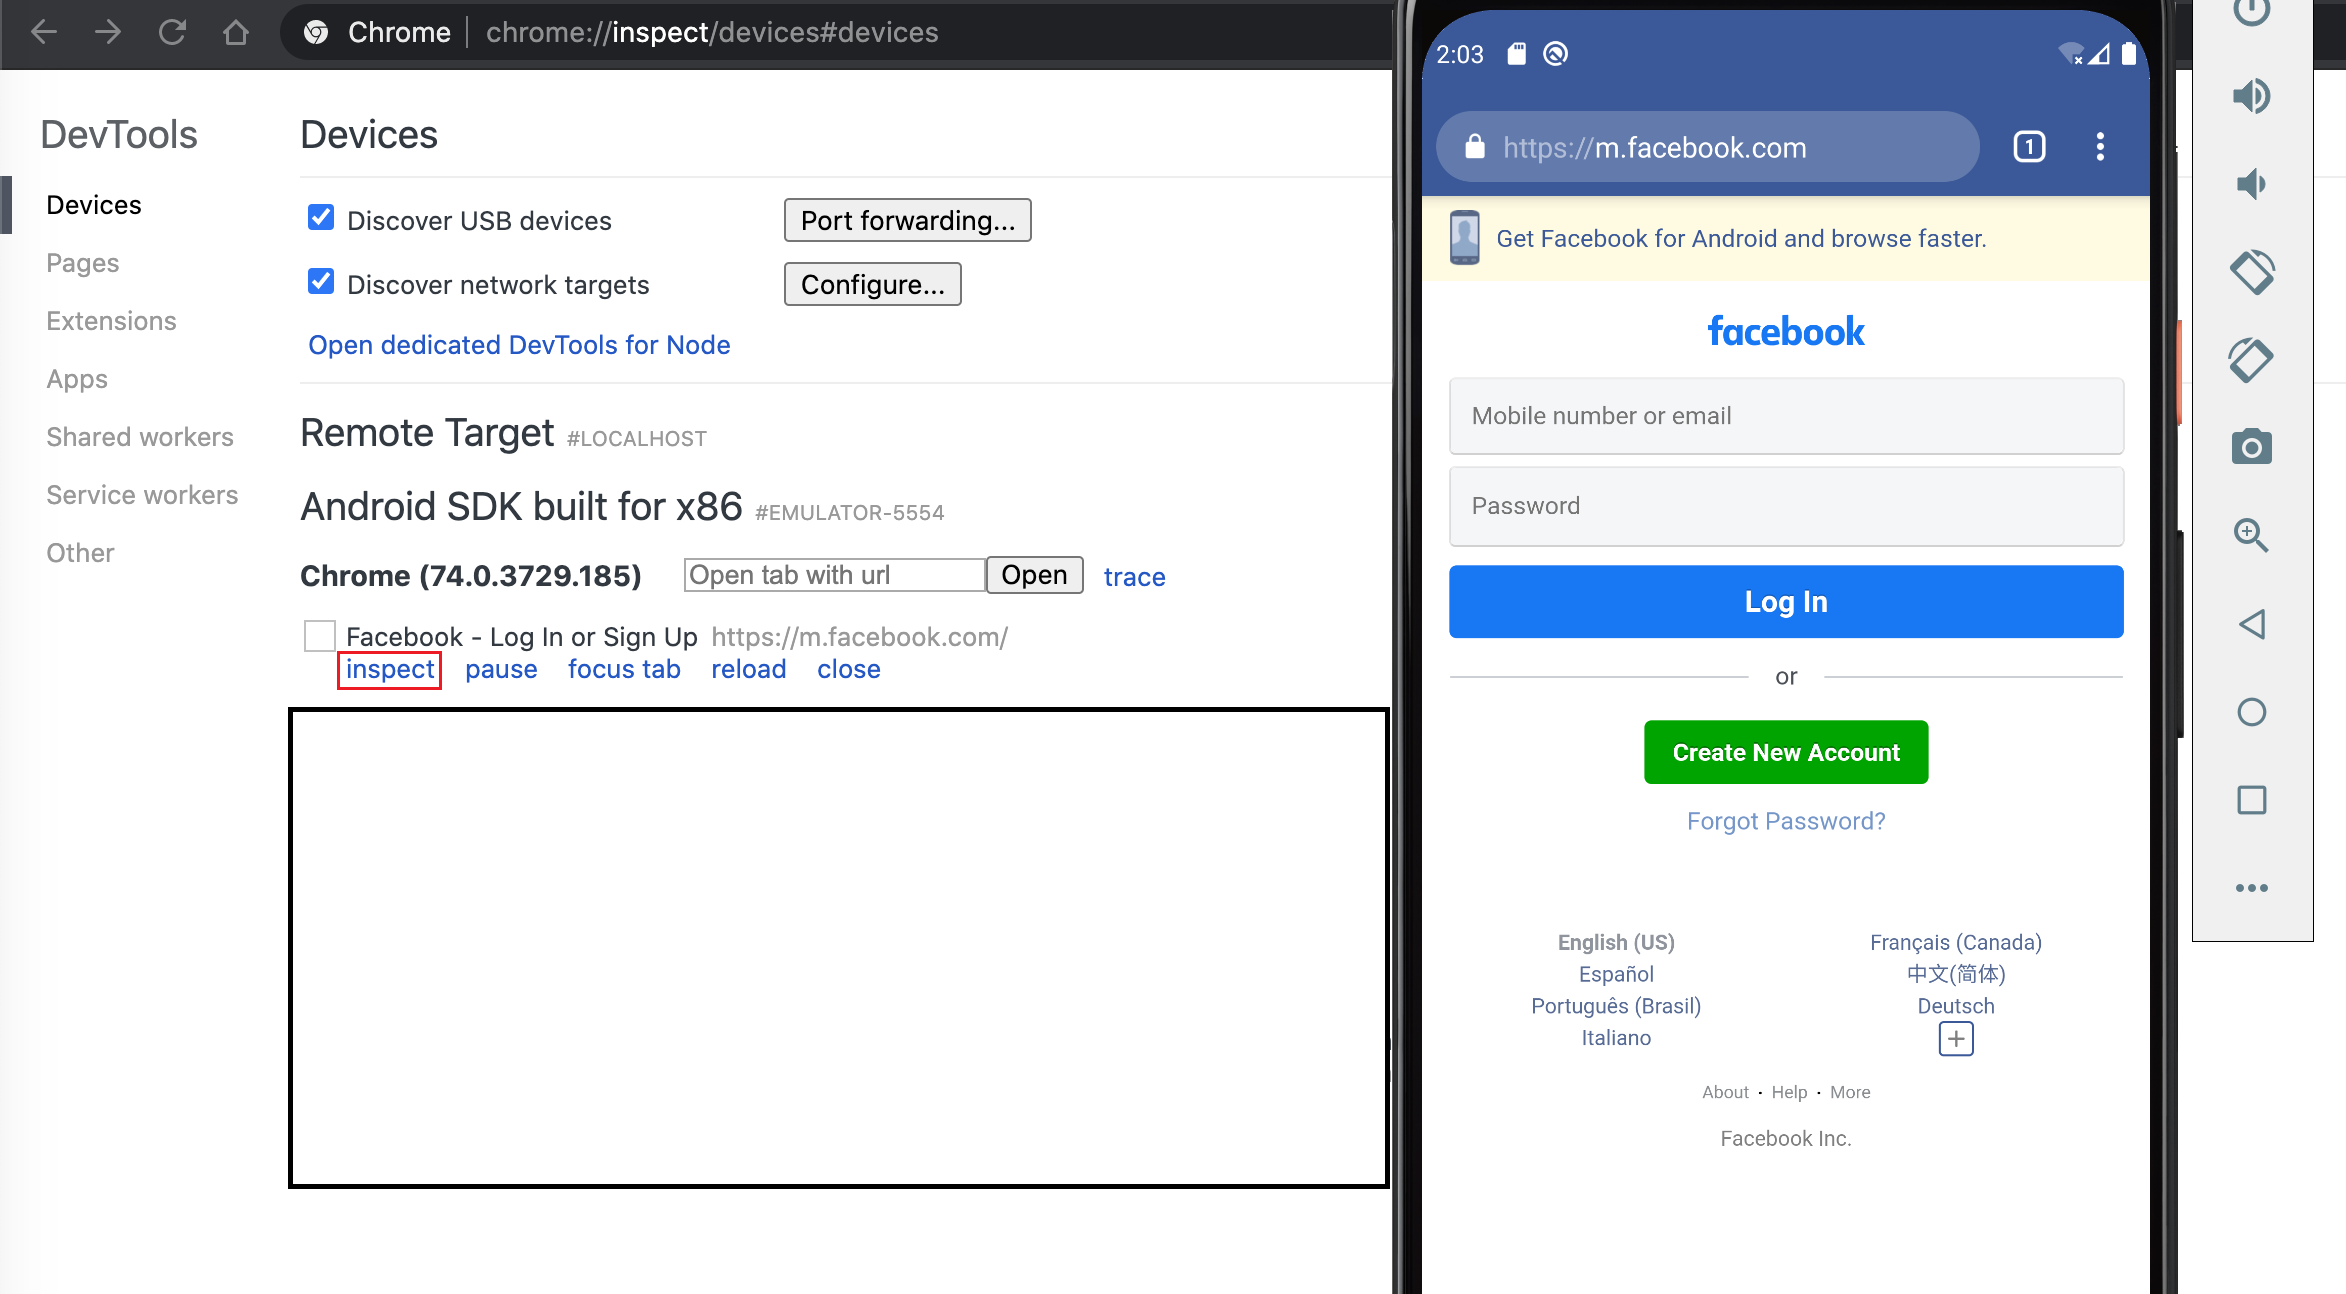 Chrome
chrome://inspect/devices#devices
DevTools
Devices
Pages
Extensions
Apps
Shared workers
Service workers
Other
Devices
Discover USB devices
Port forwarding...
Discover network targets
Configure...
Open dedicated DevTools for Node
Remote Target #LOCALHOST
Android SDK built for x86 #EMULATOR-5554
Chrome (74.0.3729.185)
Open tab with url
Open
trace
Facebook - Log In or Sign Up https://m.facebook.com/
inspect pause focus tab reload close
2:03
https://m.facebook.com
1
Get Facebook for Android and browse faster.
facebook
Mobile number or email
Password
Log In
or
Create New Account
Forgot Password?
English (US)
Español
Português (Brasil)
Italiano
Français (Canada)
中文(简体)
Deutsch
About · Help · More
Facebook Inc.